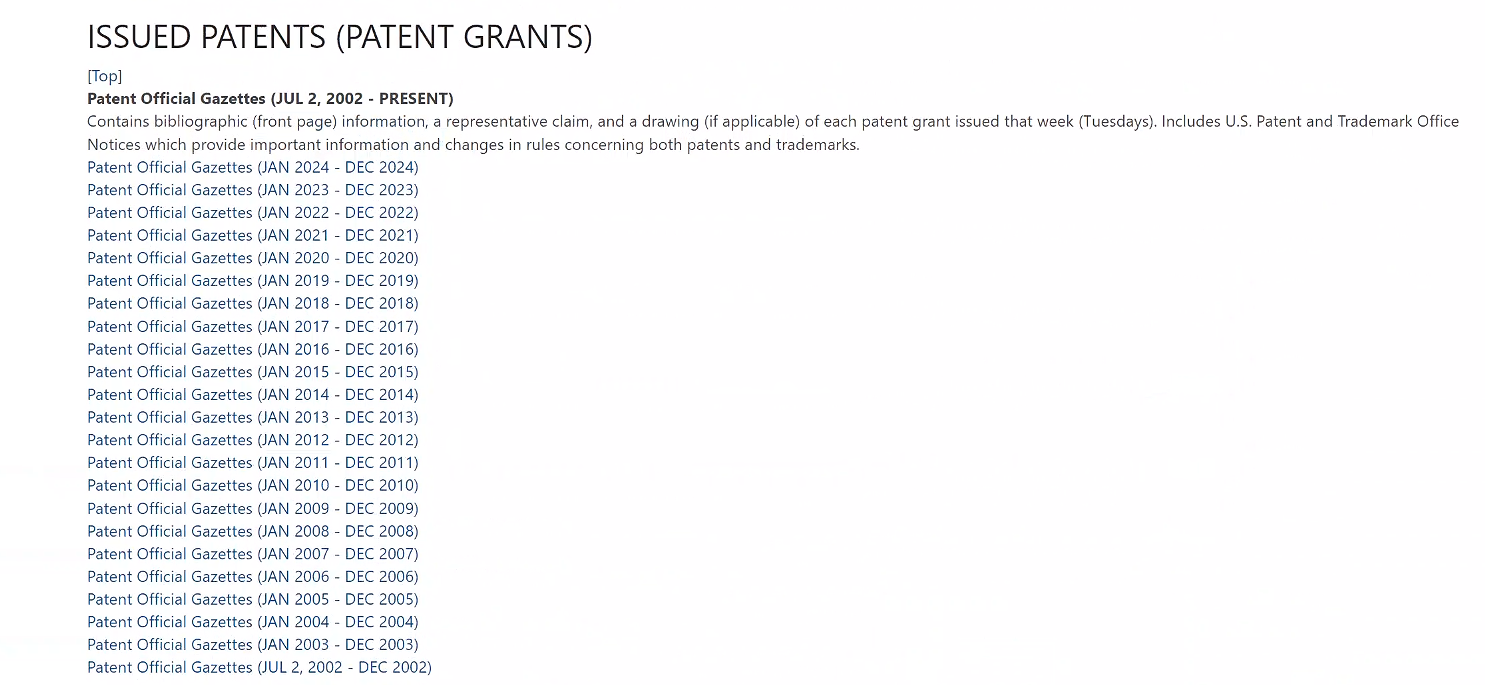 ISSUED PATENTS (PATENT GRANTS)
[Top]
Patent Official Gazettes (JUL 2, 2002 - PRESENT)
Contains bibliographic (front page) information, a representative claim, and a drawing (if applicable) of each patent grant issued that week (Tuesdays). Includes U.S. Patent and Trademark Office
Notices which provide important information and changes in rules concerning both patents and trademarks.
Patent Official Gazettes (JAN 2024 - DEC 2024)
Patent Official Gazettes (JAN 2023 - DEC 2023)
Patent Official Gazettes (JAN 2022 - DEC 2022)
Patent Official Gazettes (JAN 2021 - DEC 2021)
Patent Official Gazettes (JAN 2020 - DEC 2020)
Patent Official Gazettes (JAN 2019 - DEC 2019)
Patent Official Gazettes (JAN 2018 - DEC 2018)
Patent Official Gazettes (JAN 2017 - DEC 2017)
Patent Official Gazettes (JAN 2016 - DEC 2016)
Patent Official Gazettes (JAN 2015 - DEC 2015)
Patent Official Gazettes (JAN 2014 - DEC 2014)
Patent Official Gazettes (JAN 2013 - DEC 2013)
Patent Official Gazettes (JAN 2012 - DEC 2012)
Patent Official Gazettes (JAN 2011 - DEC 2011)
Patent Official Gazettes (JAN 2010 - DEC 2010)
Patent Official Gazettes (JAN 2009 - DEC 2009)
Patent Official Gazettes (JAN 2008 - DEC 2008)
Patent Official Gazettes (JAN 2007 - DEC 2007)
Patent Official Gazettes (JAN 2006 - DEC 2006)
Patent Official Gazettes (JAN 2005 - DEC 2005)
Patent Official Gazettes (JAN 2004 - DEC 2004)
Patent Official Gazettes (JAN 2003 - DEC 2003)
Patent Official Gazettes (JUL 2, 2002 - DEC 2002)